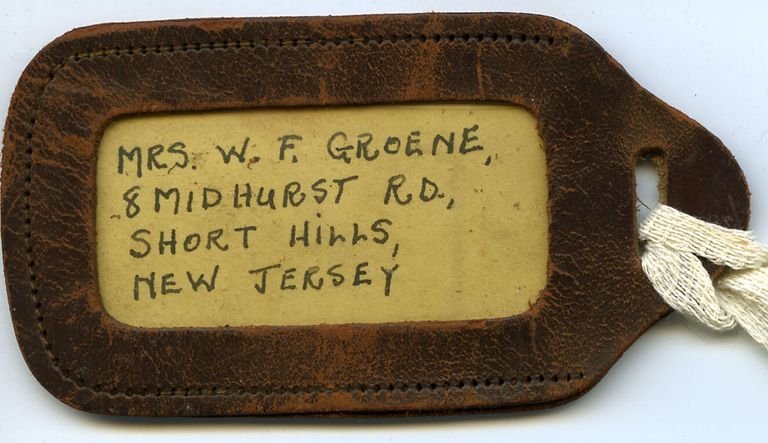 MRS. W. F. GROENE,
8 MIDHURST RD.,
SHORT HILLS,
NEW JERSEY